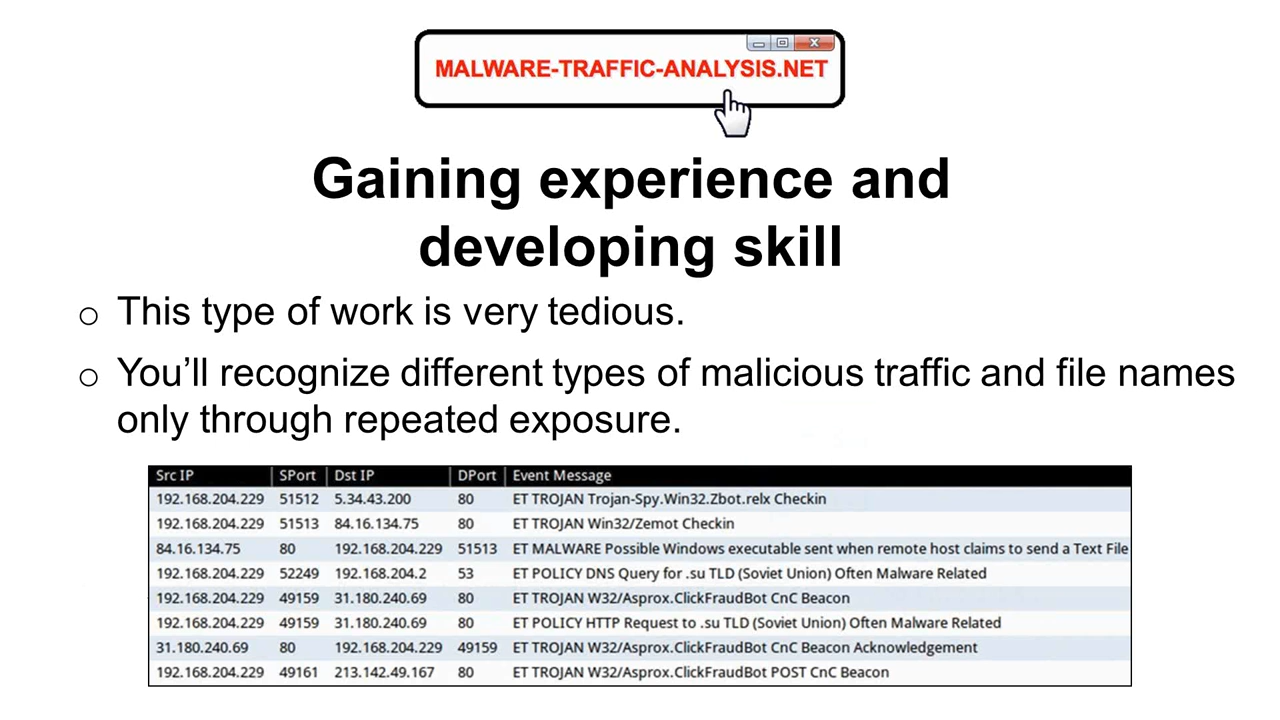 MALWARE-TRAFFIC-ANALYSIS.NET
Gaining experience and
developing skill
o This type of work is very tedious.
o You’ll recognize different types of malicious traffic and file names
only through repeated exposure.
Src IP SPort Dst IP DPort Event Message
192.168.204.229 51512 5.34.43.200 80 ET TROJAN Trojan-Spy.Win32.Zbot.relx Checkin
192.168.204.229 51513 84.16.134.75 80 ET TROJAN Win32/Zemot Checkin
84.16.134.75 80 192.168.204.229 51513 ET MALWARE Possible Windows executable sent when remote host claims to send a Text File
192.168.204.229 52249 192.168.204.2 53 ET POLICY DNS Query for .su TLD (Soviet Union) Often Malware Related
192.168.204.229 49159 31.180.240.69 80 ET TROJAN W32/Asprox.ClickFraudBot CnC Beacon
192.168.204.229 49159 31.180.240.69 80 ET POLICY HTTP Request to .su TLD (Soviet Union) Often Malware Related
31.180.240.69 80 192.168.204.229 49159 ET TROJAN W32/Asprox.ClickFraudBot CnC Beacon Acknowledgement
192.168.204.229 49161 213.142.49.167 80 ET TROJAN W32/Asprox.ClickFraudBot POST CnC Beacon